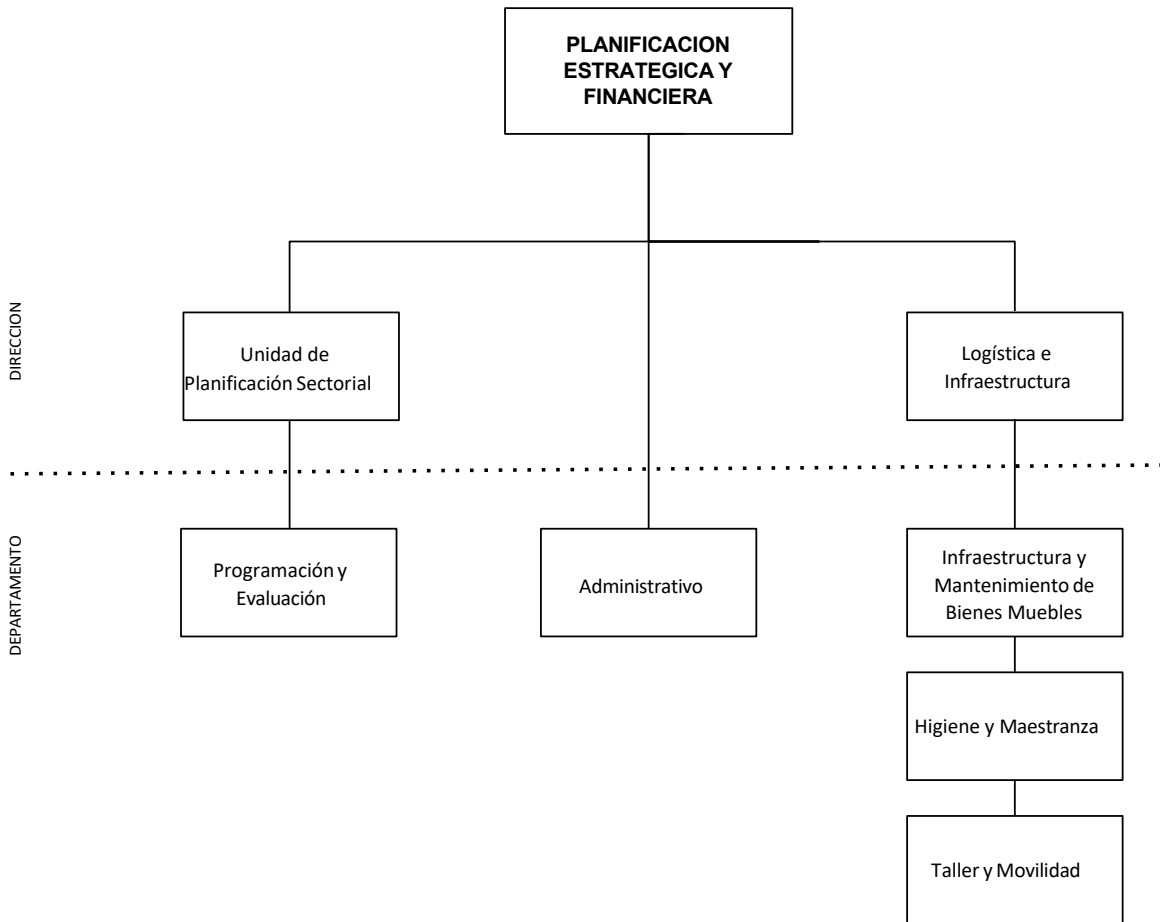 PLANIFICACION
ESTRATEGICA Y
FINANCIERA
DIRECCION
Unidad de
Planificación Sectorial
Logística e
Infraestructura
DEPARTAMENTO
Programación y
Evaluación
Administrativo
Infraestructura y
Mantenimiento de
Bienes Muebles
Higiene y Maestranza
Taller y Movilidad